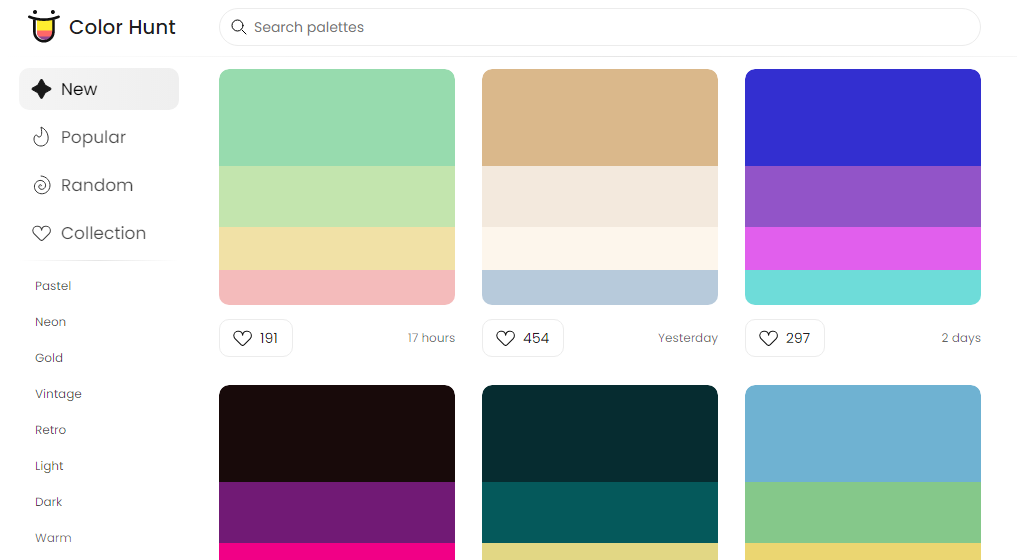 Color Hunt
Search palettes
New
Popular
Random
Collection
Pastel
Neon
Gold
Vintage
Retro
Light
Dark
Warm
191
17 hours
454
Yesterday
297
2 days